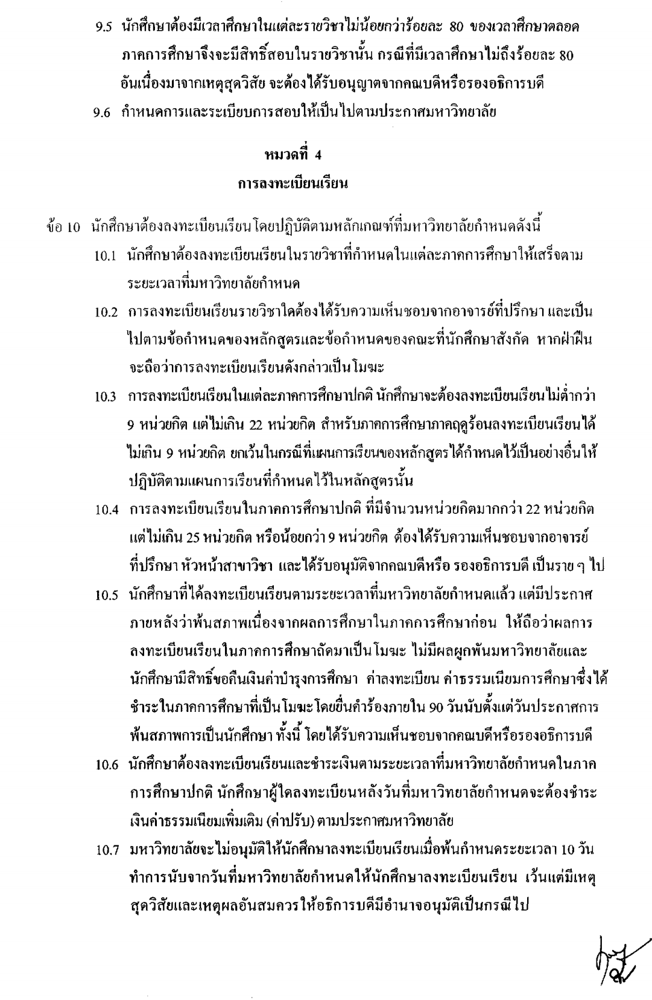 9.5 นักศึกษาต้องมีเวลาศึกษาในแต่ละรายวิชาไม่น้อยกว่าร้อยละ 80 ของเวลาศึกษาตลอด
ภาคการศึกษาจึงจะมีสิทธิ์สอบในรายวิชานั้น กรณีที่มีเวลาศึกษาไม่ถึงร้อยละ 80
อันเนื่องมาจากเหตุสุดวิสัย จะต้องได้รับอนุญาตจากคณบดีหรือรองอธิการบดี
9.6 กำหนดการและระเบียบการสอบให้เป็นไปตามประกาศมหาวิทยาลัย
หมวดที่ 4
การลงทะเบียนเรียน
ข้อ 10 นักศึกษาต้องลงทะเบียนเรียนโดยปฏิบัติตามหลักเกณฑ์ที่มหาวิทยาลัยกำหนดดังนี้
10.1 นักศึกษาต้องลงทะเบียนเรียนในรายวิชาที่กำหนดในแต่ละภาคการศึกษาให้เสร็จตาม
ระยะเวลาที่มหาวิทยาลัยกำหนด
10.2 การลงทะเบียนเรียนรายวิชาใดต้องได้รับความเห็นชอบจากอาจารย์ที่ปรึกษา และเป็น
ไปตามข้อกำหนดของหลักสูตรและข้อกำหนดของคณะที่นักศึกษาสังกัด หากฝ่าฝืน
จะถือว่าการลงทะเบียนเรียนดังกล่าวเป็นโมฆะ
10.3 การลงทะเบียนเรียนในแต่ละภาคการศึกษาปกติ นักศึกษาจะต้องลงทะเบียนเรียนไม่ต่ำกว่า
9 หน่วยกิต แต่ไม่เกิน 22 หน่วยกิต สำหรับภาคการศึกษาภาคฤดูร้อนลงทะเบียนเรียนได้
ไม่เกิน 9 หน่วยกิต ยกเว้นในกรณีที่แผนการเรียนของหลักสูตรได้กำหนดไว้เป็นอย่างอื่นให้
ปฏิบัติตามแผนการเรียนที่กำหนดไว้ในหลักสูตรนั้น
10.4 การลงทะเบียนเรียนในภาคการศึกษาปกติ ที่มีจำนวนหน่วยกิตมากกว่า 22 หน่วยกิต
แต่ไม่เกิน 25 หน่วยกิต หรือน้อยกว่า 9 หน่วยกิต ต้องได้รับความเห็นชอบจากอาจารย์
ที่ปรึกษา หัวหน้าสาขาวิชา และได้รับอนุมัติจากคณบดีหรือ รองอธิการบดี เป็นราย ๆ ไป
10.5 นักศึกษาที่ได้ลงทะเบียนเรียนตามระยะเวลาที่มหาวิทยาลัยกำหนดแล้ว แต่มีประกาศ
ภายหลังว่าพ้นสภาพเนื่องจากผลการศึกษาในภาคการศึกษาก่อน ให้ถือว่าผลการ
ลงทะเบียนเรียนในภาคการศึกษาถัดมาเป็นโมฆะ ไม่มีผลผูกพันมหาวิทยาลัยและ
นักศึกษามีสิทธิ์ขอคืนเงินค่าบำรุงการศึกษา ค่าลงทะเบียน ค่าธรรมเนียมการศึกษาซึ่งได้
ชำระในภาคการศึกษาที่เป็นโมฆะโดยยื่นคำร้องภายใน 90 วันนับตั้งแต่วันประกาศการ
พ้นสภาพการเป็นนักศึกษา ทั้งนี้ โดยได้รับความเห็นชอบจากคณบดีหรือรองอธิการบดี
10.6 นักศึกษาต้องลงทะเบียนเรียนและชำระเงินตามระยะเวลาที่มหาวิทยาลัยกำหนดในภาค
การศึกษาปกติ นักศึกษาผู้ใดลงทะเบียนหลังวันที่มหาวิทยาลัยกำหนดจะต้องชำระ
เงินค่าธรรมเนียมเพิ่มเติม (ค่าปรับ) ตามประกาศมหาวิทยาลัย
10.7 มหาวิทยาลัยจะไม่อนุมัติให้นักศึกษาลงทะเบียนเรียนเมื่อพ้นกำหนดระยะเวลา 10 วัน
ทำการนับจากวันที่มหาวิทยาลัยกำหนดให้นักศึกษาลงทะเบียนเรียน เว้นแต่มีเหตุ
สุดวิสัยและเหตุผลอันสมควรให้อธิการบดีมีอำนาจอนุมัติเป็นกรณีไป